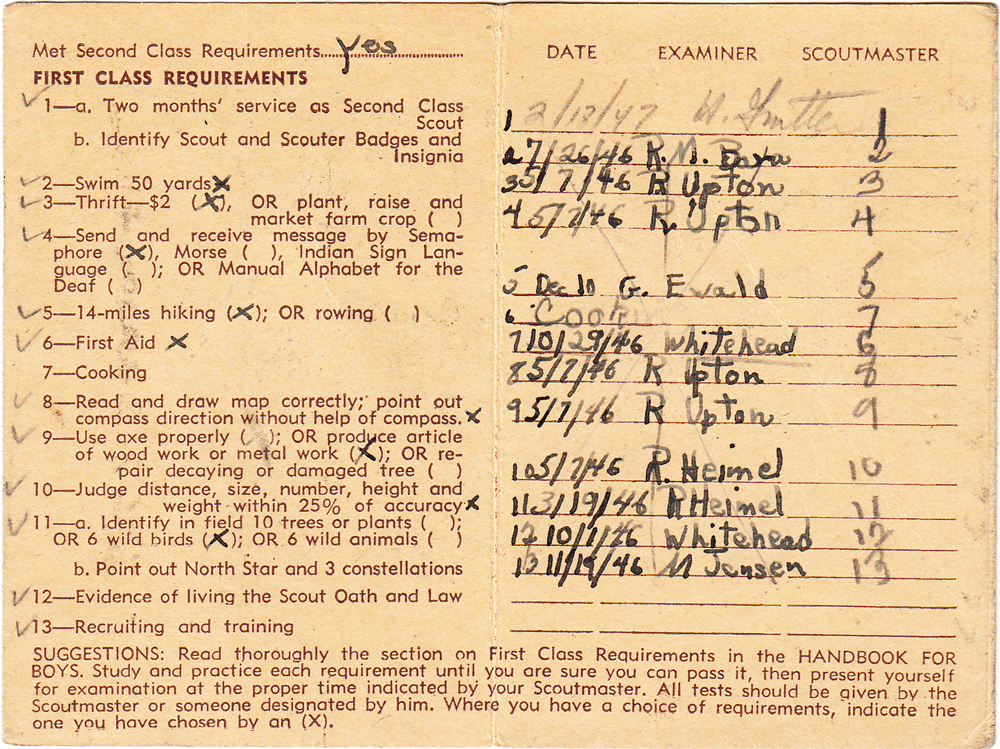 Met Second Class Requirements....Yes....
FIRST CLASS REQUIREMENTS
1—a. Two months' service as Second Class
Scout
b. Identify Scout and Scouter Badges and
Insignia
2—Swim 50 yards X
3—Thrift—$2 (X), OR plant, raise and
market farm crop ( )
4—Send and receive message by Sema-
phore (X), Morse ( ), Indian Sign Lan-
guage ( ); OR Manual Alphabet for the
Deaf ( )
5—14-miles hiking (X); OR rowing ( )
6—First Aid X
7—Cooking
8—Read and draw map correctly; point out
compass direction without help of compass. X
9—Use axe properly ( ); OR produce article
of wood work or metal work (X); OR re-
pair decaying or damaged tree ( )
10—Judge distance, size, number, height and
weight within 25% of accuracy X
11—a. Identify in field 10 trees or plants ( );
OR 6 wild birds (X); OR 6 wild animals ( )
b. Point out North Star and 3 constellations
12—Evidence of living the Scout Oath and Law
13—Recruiting and training
DATE EXAMINER SCOUTMASTER
1 2/12/47 H. 1
2 7/26/46 R.M. 2
3 5/7/46 R Upton 3
4 5/7/46 R Upton 4
5 Dec 10 G. Ewald 5
6 7
7 10/29/46 Whitehead 6
8 5/7/46 R Upton 8
9 5/7/46 R Upton 9
10 5/7/46 R. Heimel 10
11 3/19/46 R Heimel 11
12 10/1/46 Whitehead 12
13 11/19/46 M Jensen 13
SUGGESTIONS: Read thoroughly the section on First Class Requirements in the HANDBOOK FOR
BOYS. Study and practice each requirement until you are sure you can pass it, then present yourself
for examination at the proper time indicated by your Scoutmaster. All tests should be given by the
Scoutmaster or someone designated by him. Where you have a choice of requirements, indicate the
one you have chosen by an (X).